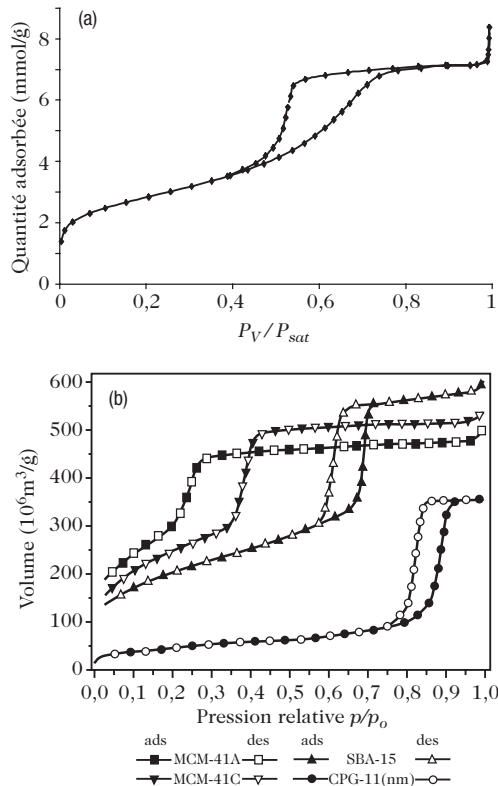 (a)
Quantité adsorbée (mmol/g)
8
6
4
2
0
0 0,2 0,4 0,6 0,8 1
P_V / P_sat
(b)
Volume (10⁶m³/g)
600
500
400
300
200
100
0
0,0 0,1 0,2 0,3 0,4 0,5 0,6 0,7 0,8 0,9 1,0
Pression relative p/p_o
ads des ads des
MCM-41A SBA-15
MCM-41C CPG-11(nm)